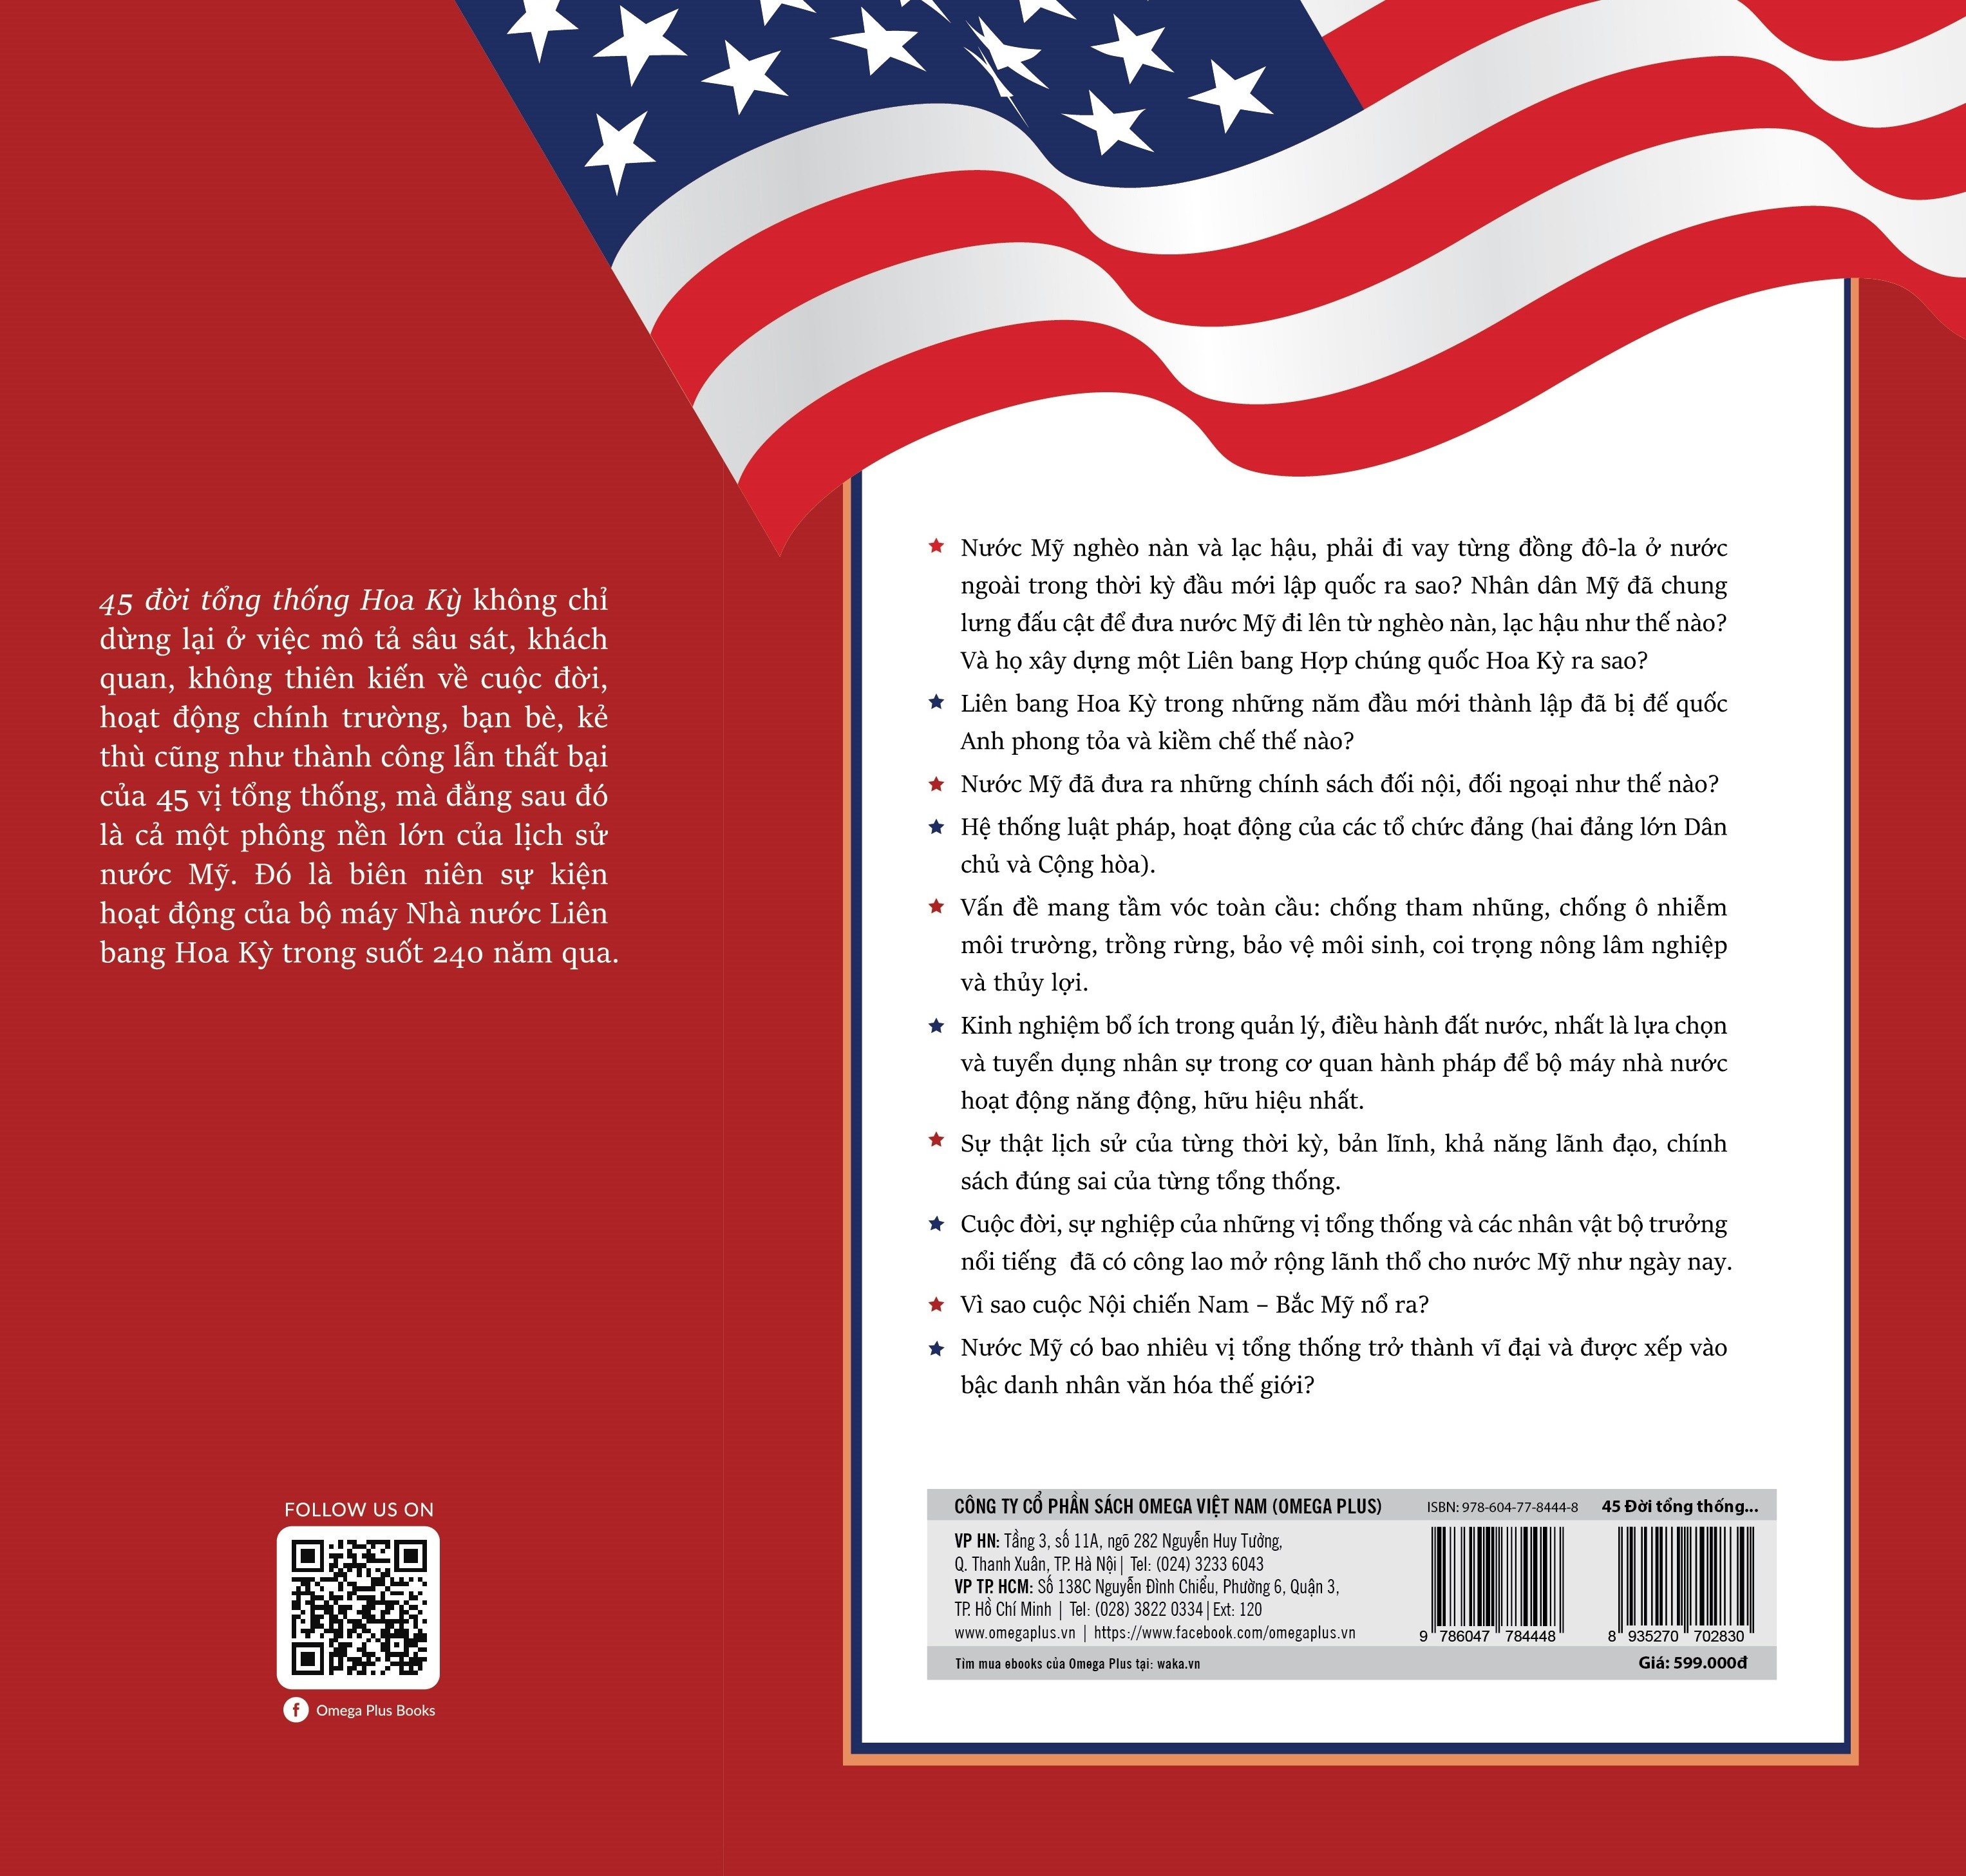 45 đời tổng thống Hoa Kỳ không chỉ
dừng lại ở việc mô tả sâu sát, khách
quan, không thiên kiến về cuộc đời,
hoạt động chính trường, bạn bè, kẻ
thù cũng như thành công lẫn thất bại
của 45 vị tổng thống, mà đằng sau đó
là cả một phông nền lớn của lịch sử
nước Mỹ. Đó là biên niên sự kiện
hoạt động của bộ máy Nhà nước Liên
bang Hoa Kỳ trong suốt 240 năm qua.
FOLLOW US ON
Omega Plus Books
Nước Mỹ nghèo nàn và lạc hậu, phải đi vay từng đồng đô-la ở nước
ngoài trong thời kỳ đầu mới lập quốc ra sao? Nhân dân Mỹ đã chung
lưng đấu cật để đưa nước Mỹ đi lên từ nghèo nàn, lạc hậu như thế nào?
Và họ xây dựng một Liên bang Hợp chúng quốc Hoa Kỳ ra sao?
Liên bang Hoa Kỳ trong những năm đầu mới thành lập đã bị đế quốc
Anh phong tỏa và kiềm chế thế nào?
Nước Mỹ đã đưa ra những chính sách đối nội, đối ngoại như thế nào?
Hệ thống luật pháp, hoạt động của các tổ chức đảng (hai đảng lớn Dân
chủ và Cộng hòa).
Vấn đề mang tầm vóc toàn cầu: chống tham nhũng, chống ô nhiễm
môi trường, trồng rừng, bảo vệ môi sinh, coi trọng nông lâm nghiệp
và thủy lợi.
Kinh nghiệm bổ ích trong quản lý, điều hành đất nước, nhất là lựa chọn
và tuyển dụng nhân sự trong cơ quan hành pháp để bộ máy nhà nước
hoạt động năng động, hữu hiệu nhất.
Sự thật lịch sử của từng thời kỳ, bản lĩnh, khả năng lãnh đạo, chính
sách đúng sai của từng tổng thống.
Cuộc đời, sự nghiệp của những vị tổng thống và các nhân vật bộ trưởng
nổi tiếng đã có công lao mở rộng lãnh thổ cho nước Mỹ như ngày nay.
Vì sao cuộc Nội chiến Nam – Bắc Mỹ nổ ra?
Nước Mỹ có bao nhiêu vị tổng thống trở thành vĩ đại và được xếp vào
bậc danh nhân văn hóa thế giới?
CÔNG TY CỔ PHẦN SÁCH OMEGA VIỆT NAM (OMEGA PLUS)
VP HN: Tầng 3, số 11A, ngõ 282 Nguyễn Huy Tưởng,
Q. Thanh Xuân, TP. Hà Nội | Tel: (024) 3233 6043
VP TP. HCM: Số 138C Nguyễn Đình Chiểu, Phường 6, Quận 3,
TP. Hồ Chí Minh | Tel: (028) 3822 0334 | Ext: 120
www.omegaplus.vn | https://www.facebook.com/omegaplus.vn
Tìm mua ebooks của Omega Plus tại: waka.vn
ISBN: 978-604-77-8444-8
9 786047 784448
45 Đời tổng thống...
8 935270 702830
Giá: 599.000đ